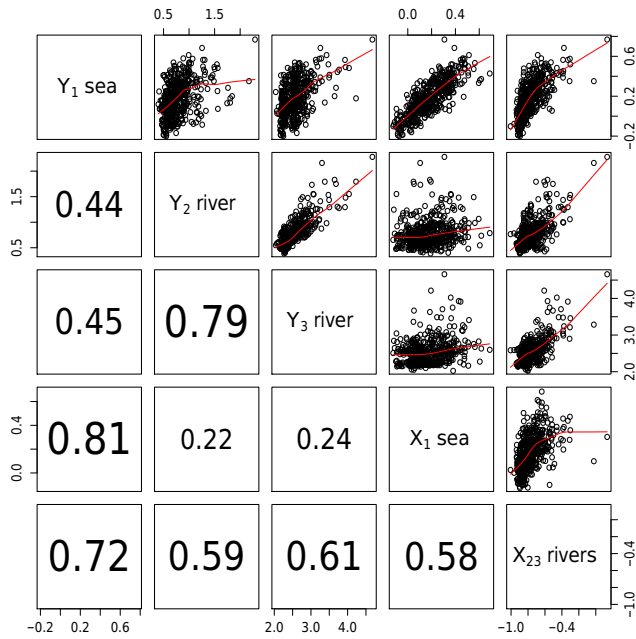 0.5 1.5
0.0 0.4
Y₁ sea
−0.2 0.2 0.6
0.5 1.5
0.44
Y₂ river
0.45
0.79
Y₃ river
2.0 3.0 4.0
0.0 0.4
0.81
0.22
0.24
X₁ sea
0.72
0.59
0.61
0.58
X₂₃ rivers
−1.0 −0.4
−0.2 0.2 0.6
2.0 3.0 4.0
−1.0 −0.4